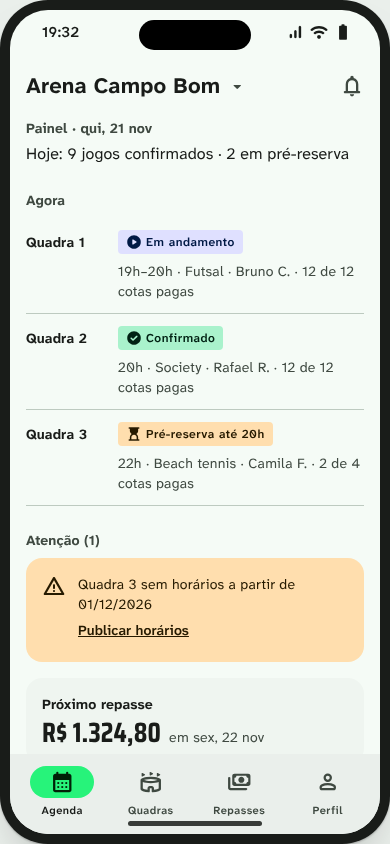 19:32
Arena Campo Bom
Painel · qui, 21 nov
Hoje: 9 jogos confirmados · 2 em pré-reserva
Agora
Quadra 1
Em andamento
19h–20h · Futsal · Bruno C. · 12 de 12
cotas pagas
Quadra 2
Confirmado
20h · Society · Rafael R. · 12 de 12
cotas pagas
Quadra 3
Pré-reserva até 20h
22h · Beach tennis · Camila F. · 2 de 4
cotas pagas
Atenção (1)
Quadra 3 sem horários a partir de
01/12/2026
Publicar horários
Próximo repasse
R$ 1.324,80 em sex, 22 nov
Agenda
Quadras
Repasses
Perfil